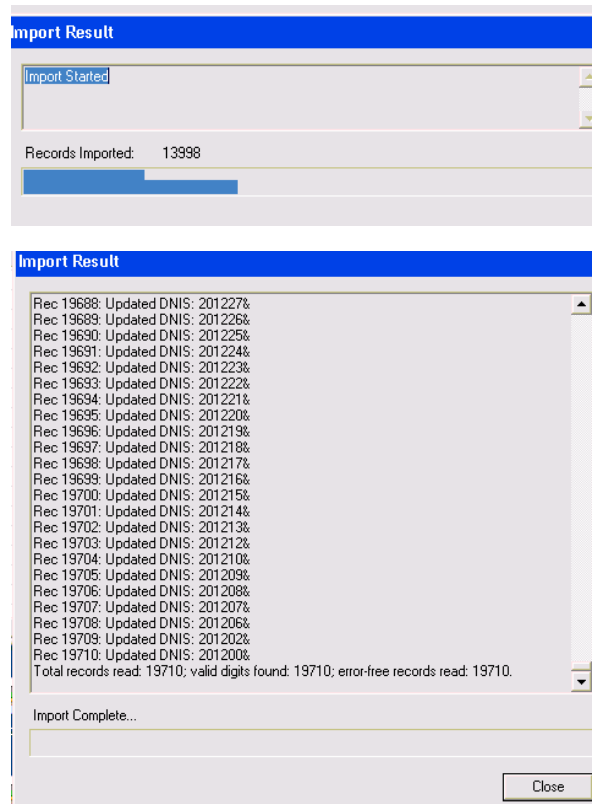 Import Result
Import Started
Records Imported: 13998
Import Result
Rec 19688: Updated DNIS: 201227&
Rec 19689: Updated DNIS: 201226&
Rec 19690: Updated DNIS: 201225&
Rec 19691: Updated DNIS: 201224&
Rec 19692: Updated DNIS: 201223&
Rec 19693: Updated DNIS: 201222&
Rec 19694: Updated DNIS: 201221&
Rec 19695: Updated DNIS: 201220&
Rec 19696: Updated DNIS: 201219&
Rec 19697: Updated DNIS: 201218&
Rec 19698: Updated DNIS: 201217&
Rec 19699: Updated DNIS: 201216&
Rec 19700: Updated DNIS: 201215&
Rec 19701: Updated DNIS: 201214&
Rec 19702: Updated DNIS: 201213&
Rec 19703: Updated DNIS: 201212&
Rec 19704: Updated DNIS: 201210&
Rec 19705: Updated DNIS: 201209&
Rec 19706: Updated DNIS: 201208&
Rec 19707: Updated DNIS: 201207&
Rec 19708: Updated DNIS: 201206&
Rec 19709: Updated DNIS: 201202&
Rec 19710: Updated DNIS: 201200&
Total records read: 19710; valid digits found: 19710; error-free records read: 19710.
Import Complete...
Close